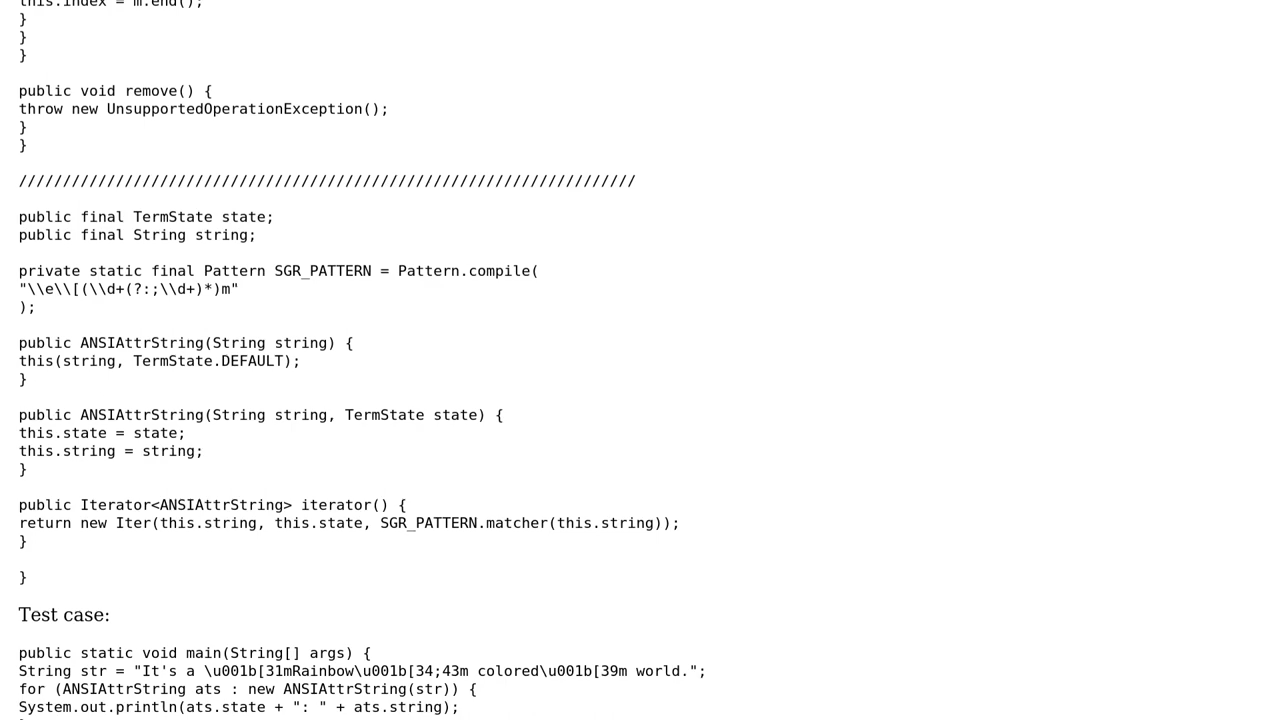 this.index = m.end();
}
}
}
public void remove() {
throw new UnsupportedOperationException();
}
}
//////////////////////////////////////////////////////////////////////
public final TermState state;
public final String string;
private static final Pattern SGR_PATTERN = Pattern.compile(
"\\e\\[(\\d+(?:;\\d+)*)m"
);
public ANSIAttrString(String string) {
this(string, TermState.DEFAULT);
}
public ANSIAttrString(String string, TermState state) {
this.state = state;
this.string = string;
}
public Iterator<ANSIAttrString> iterator() {
return new Iter(this.string, this.state, SGR_PATTERN.matcher(this.string));
}
}
Test case:
public static void main(String[] args) {
String str = "It's a \u001b[31mRainbow\u001b[34;43m colored\u001b[39m world.";
for (ANSIAttrString ats : new ANSIAttrString(str)) {
System.out.println(ats.state + ": " + ats.string);